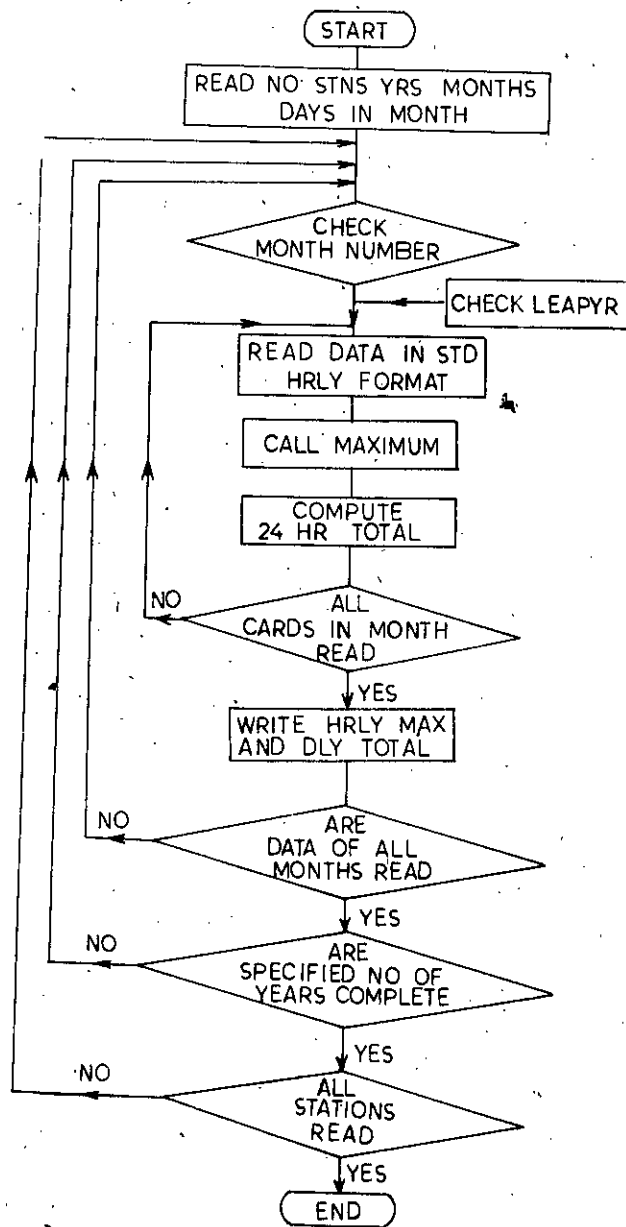 START
READ NO STNS YRS MONTHS
DAYS IN MONTH
CHECK
MONTH NUMBER
CHECK LEAPYR
READ DATA IN STD
HRLY FORMAT
CALL MAXIMUM
COMPUTE
24 HR TOTAL
NO
ALL
CARDS IN MONTH
READ
YES
WRITE HRLY MAX
AND DLY TOTAL
NO
ARE
DATA OF ALL
MONTHS READ
YES
NO
ARE
SPECIFIED NO OF
YEARS COMPLETE
YES
NO
ALL
STATIONS
READ
YES
END